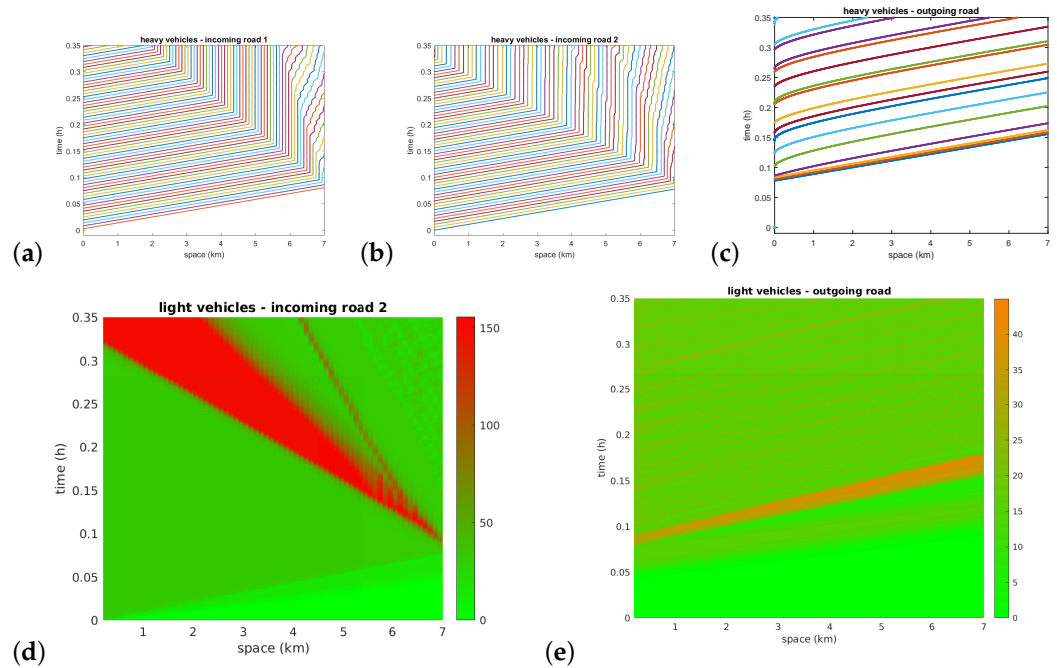 heavy vehicles - incoming road 1
0.35
0.3
0.25
0.2
0.15
0.1
0.05
0
time (h)
0 1 2 3 4 5 6 7
space (km)
(a)
heavy vehicles - incoming road 2
0.35
0.3
0.25
0.2
0.15
0.1
0.05
0
time (h)
0 1 2 3 4 5 6 7
space (km)
(b)
heavy vehicles - outgoing road
0.35
0.3
0.25
0.2
0.15
0.1
0.05
0
time (h)
0 1 2 3 4 5 6 7
space (km)
(c)
light vehicles - incoming road 2
0.35
0.3
0.25
0.2
0.15
0.1
0.05
0
time (h)
1 2 3 4 5 6 7
space (km)
150
100
50
0
(d)
light vehicles - outgoing road
0.35
0.3
0.25
0.2
0.15
0.1
0.05
0
time (h)
1 2 3 4 5 6 7
space (km)
40
35
30
25
20
15
10
5
0
(e)